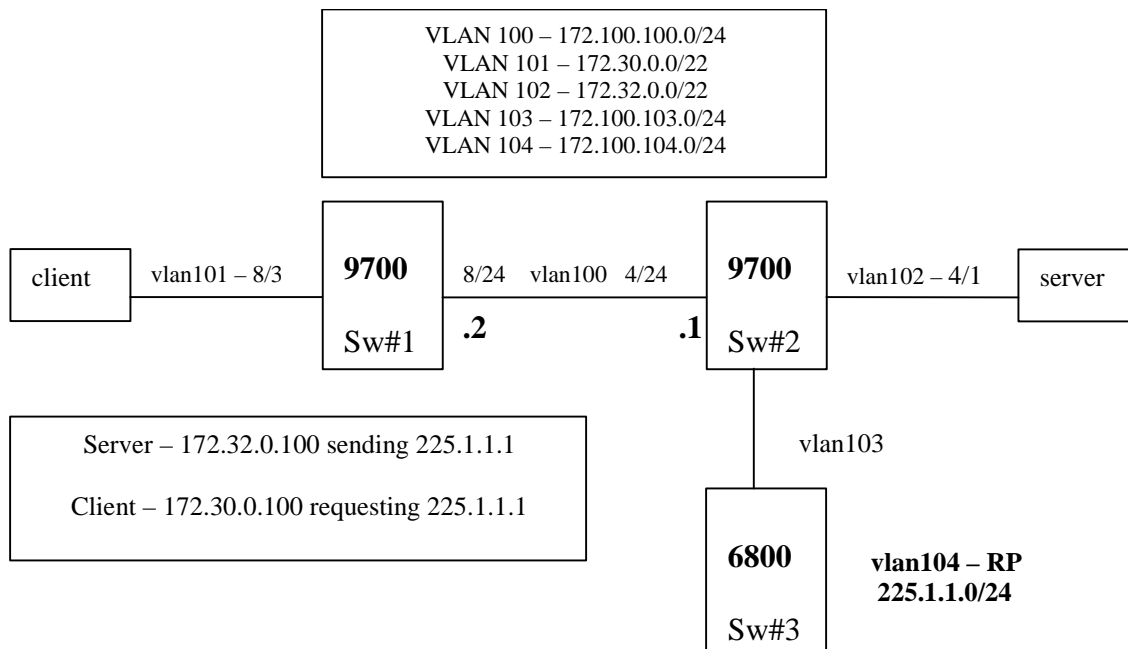 VLAN 100 – 172.100.100.0/24
VLAN 101 – 172.30.0.0/22
VLAN 102 – 172.32.0.0/22
VLAN 103 – 172.100.103.0/24
VLAN 104 – 172.100.104.0/24
client
vlan101 – 8/3
9700
Sw#1
8/24 vlan100 4/24
.2
.1
9700
Sw#2
vlan102 – 4/1
server
Server – 172.32.0.100 sending 225.1.1.1
Client – 172.30.0.100 requesting 225.1.1.1
vlan103
6800
Sw#3
vlan104 – RP
225.1.1.0/24